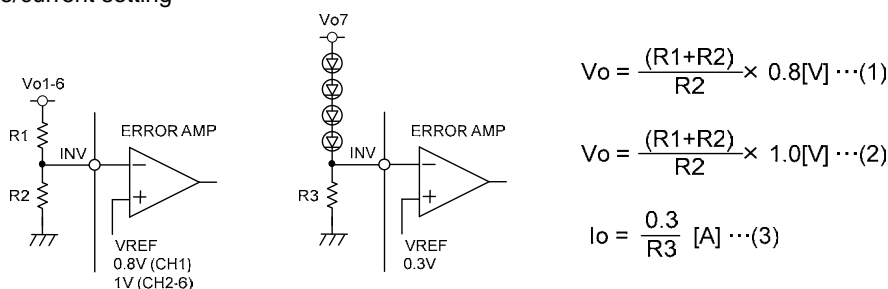 e/current setting
Vo1-6
R1
INV
ERROR AMP
R2
VREF
0.8V (CH1)
1V (CH2-6)
Vo7
INV
ERROR AMP
R3
VREF
0.3V
Vo = (R1+R2) / R2 × 0.8[V] ⋯(1)
Vo = (R1+R2) / R2 × 1.0[V] ⋯(2)
Io = 0.3 / R3 [A] ⋯(3)